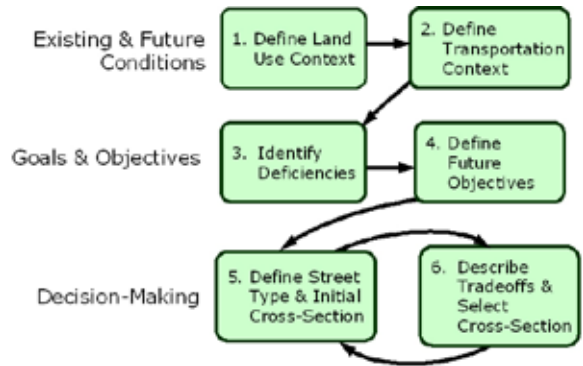 Existing & Future
Conditions
1. Define Land
Use Context
2. Define
Transportation
Context
Goals & Objectives
3. Identify
Deficiencies
4. Define
Future
Objectives
Decision-Making
5. Define Street
Type & Initial
Cross-Section
6. Describe
Tradeoffs &
Select
Cross-Section